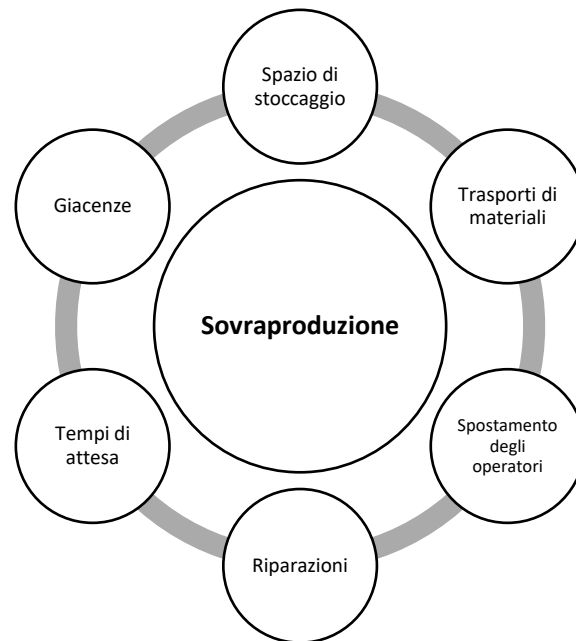 Spazio di
stoccaggio
Giacenze
Trasporti di
materiali
Sovraproduzione
Tempi di
attesa
Spostamento
degli
operatori
Riparazioni